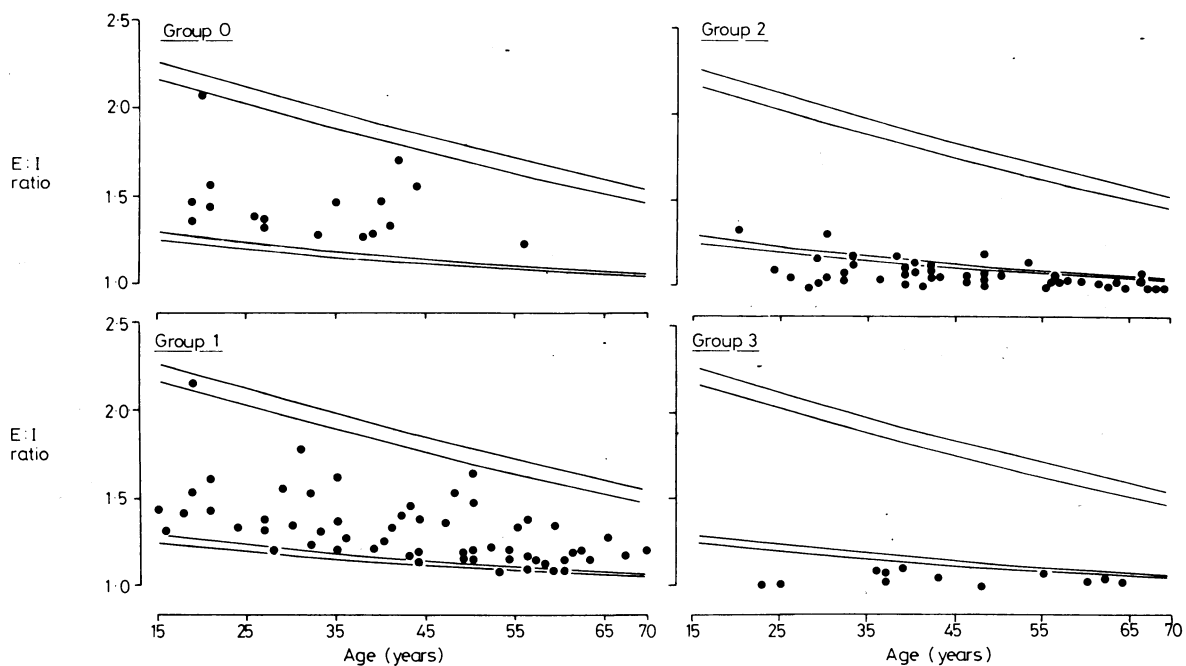 2·5
Group 0
Group 2
2·0
E:I
ratio
1·5
1·0
2·5
Group 1
Group 3
2·0
E:I
ratio
1·5
1·0
15 25 35 45 55 65 70
15 25 35 45 55 65 70
Age (years)
Age (years)